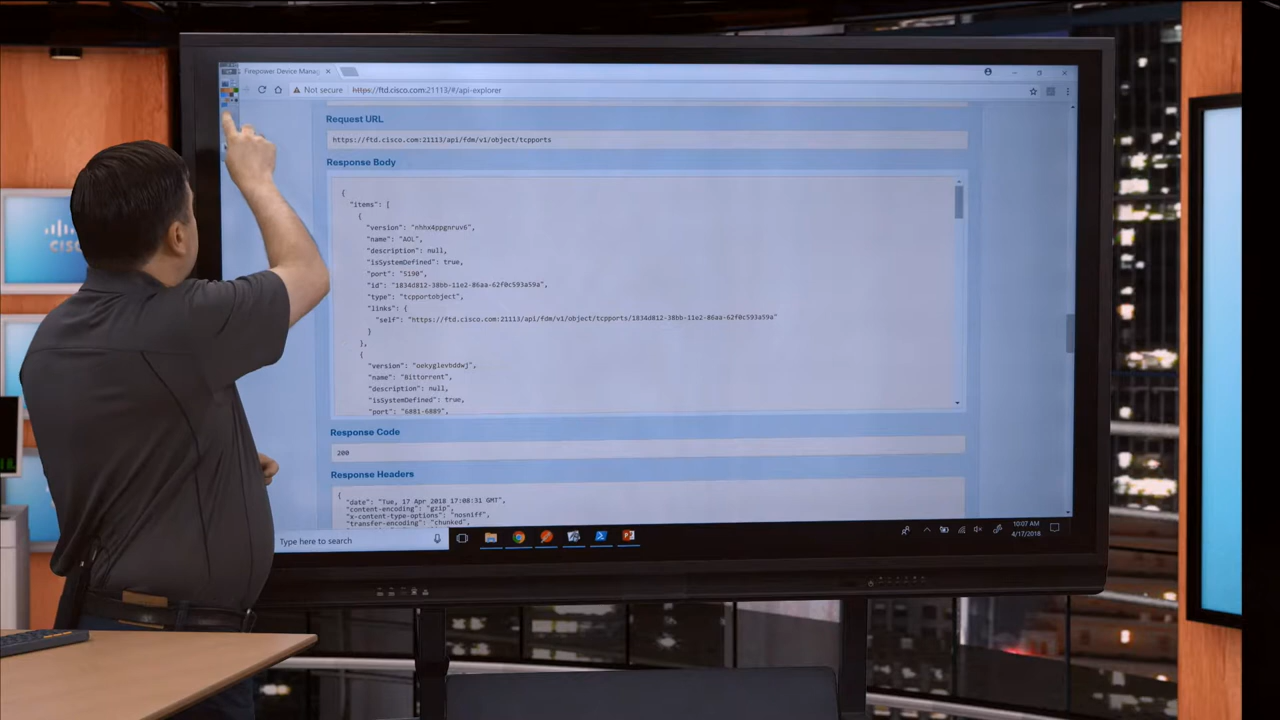 Firepower Device Manag
Not secure
https://ftd.cisco.com:21113/#/api-explorer
Request URL
https://ftd.cisco.com:21113/api/fdm/v1/object/tcpports
Response Body
{
"items": [
{
"version": "nhhx4ppgnruv6",
"name": "AOL",
"description": null,
"isSystemDefined": true,
"port": "5190",
"id": "1834d812-38bb-11e2-86aa-62f0c593a59a",
"type": "tcpportobject",
"links": {
"self": "https://ftd.cisco.com:21113/api/fdm/v1/object/tcpports/1834d812-38bb-11e2-86aa-62f0c593a59a"
}
},
{
"version": "oekyglevbddwj",
"name": "Bittorrent",
"description": null,
"isSystemDefined": true,
"port": "6881-6889",
Response Code
200
Response Headers
{
"date": "Tue, 17 Apr 2018 17:08:31 GMT",
"content-encoding": "gzip",
"x-content-type-options": "nosniff",
"transfer-encoding": "chunked",
Type here to search
10:07 AM
4/17/2018